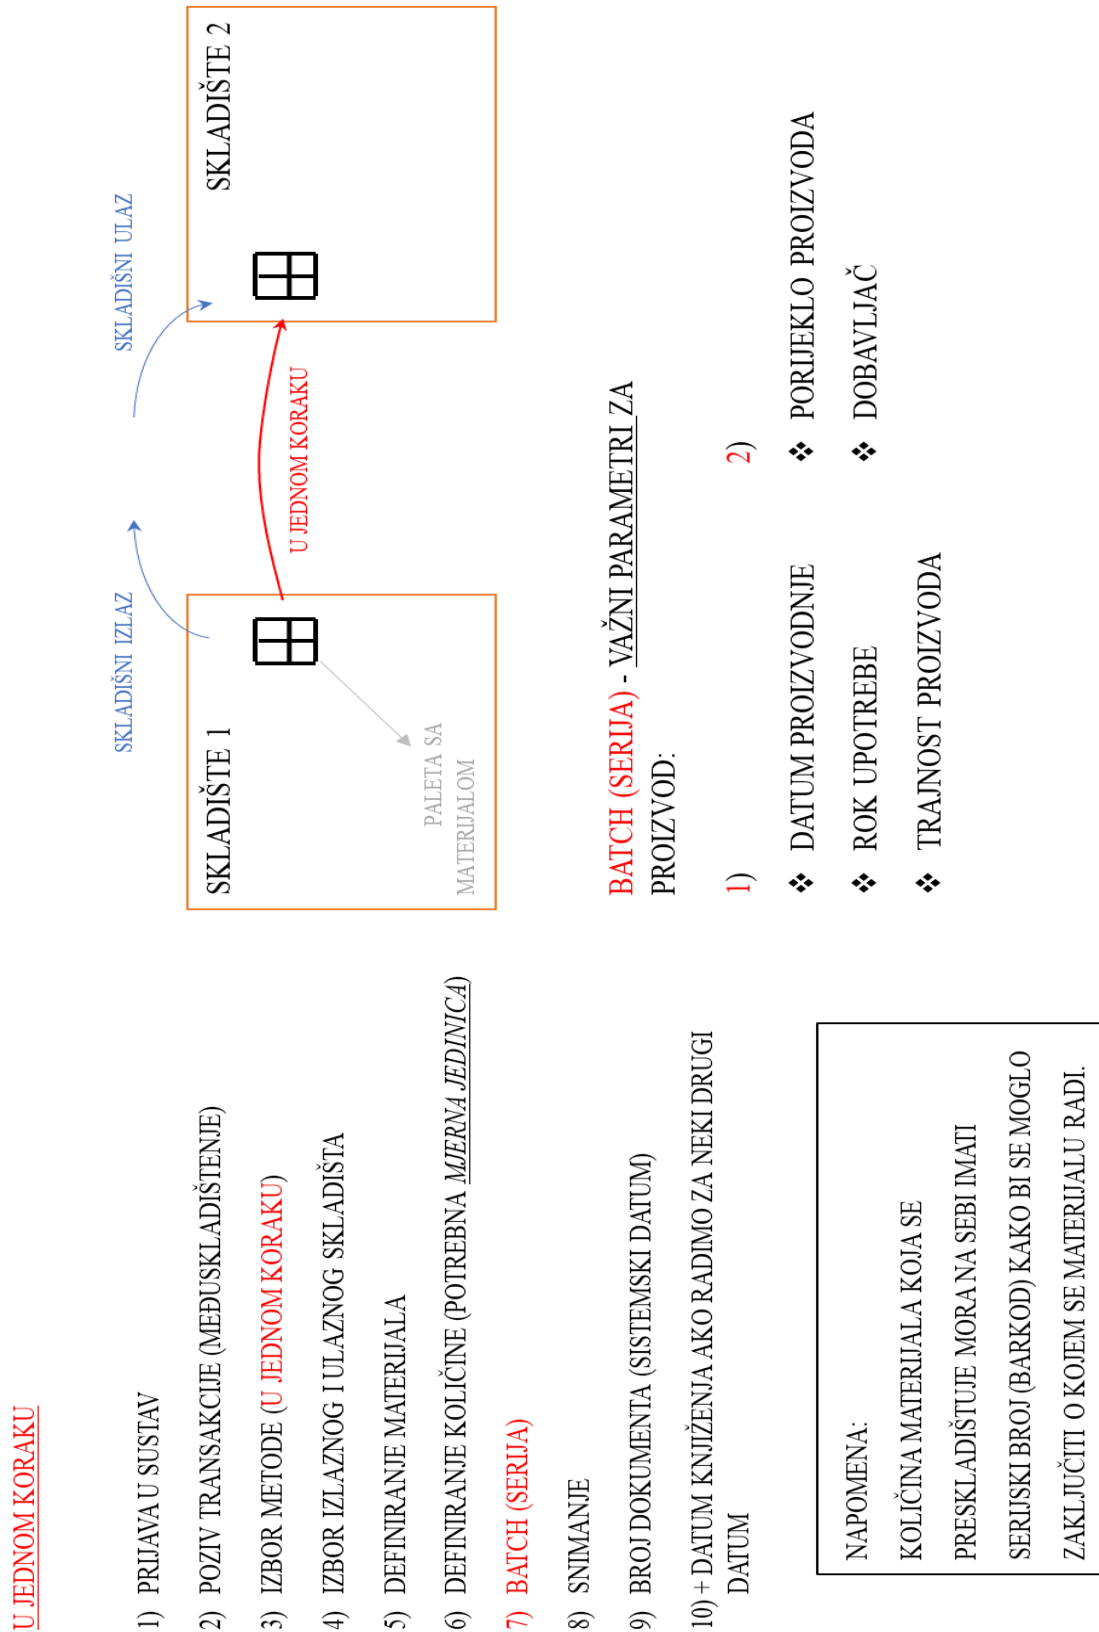 U JEDNOM KORAKU
1) PRIJAVA U SUSTAV
2) POZIV TRANSAKCIJE (MEĐUSKLADIŠTENJE)
3) IZBOR METODE (U JEDNOM KORAKU)
4) IZBOR IZLAZNOG I ULAZNOG SKLADIŠTA
5) DEFINIRANJE MATERIJALA
6) DEFINIRANJE KOLIČINE (POTREBNA MJERNA JEDINICA)
7) BATCH (SERIJA)
8) SNIMANJE
9) BROJ DOKUMENTA (SISTEMSKI DATUM)
10) + DATUM KNJIŽENJA AKO RADIMO ZA NEKI DRUGI
DATUM
NAPOMENA:
KOLIČINA MATERIJALA KOJA SE
PRESKLADIŠTUJE MORA NA SEBI IMATI
SERIJSKI BROJ (BARKOD) KAKO BI SE MOGLO
ZAKLJUČITI O KOJEM SE MATERIJALU RADI.
SKLADIŠNI IZLAZ
SKLADIŠNI ULAZ
SKLADIŠTE 1
SKLADIŠTE 2
U JEDNOM KORAKU
PALETA SA
MATERIJALOM
BATCH (SERIJA) - VAŽNI PARAMETRI ZA
PROIZVOD:
1)
❖ DATUM PROIZVODNJE
❖ ROK UPOTREBE
❖ TRAJNOST PROIZVODA
2)
❖ PORIJEKLO PROIZVODA
❖ DOBAVLJAČ